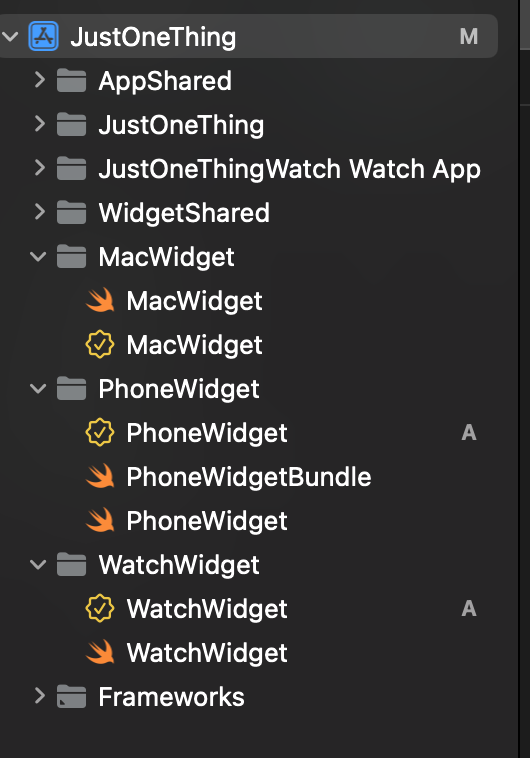 JustOneThing M
AppShared
JustOneThing
JustOneThingWatch Watch App
WidgetShared
MacWidget
MacWidget
MacWidget
PhoneWidget
PhoneWidget A
PhoneWidgetBundle
PhoneWidget
WatchWidget
WatchWidget A
WatchWidget
Frameworks